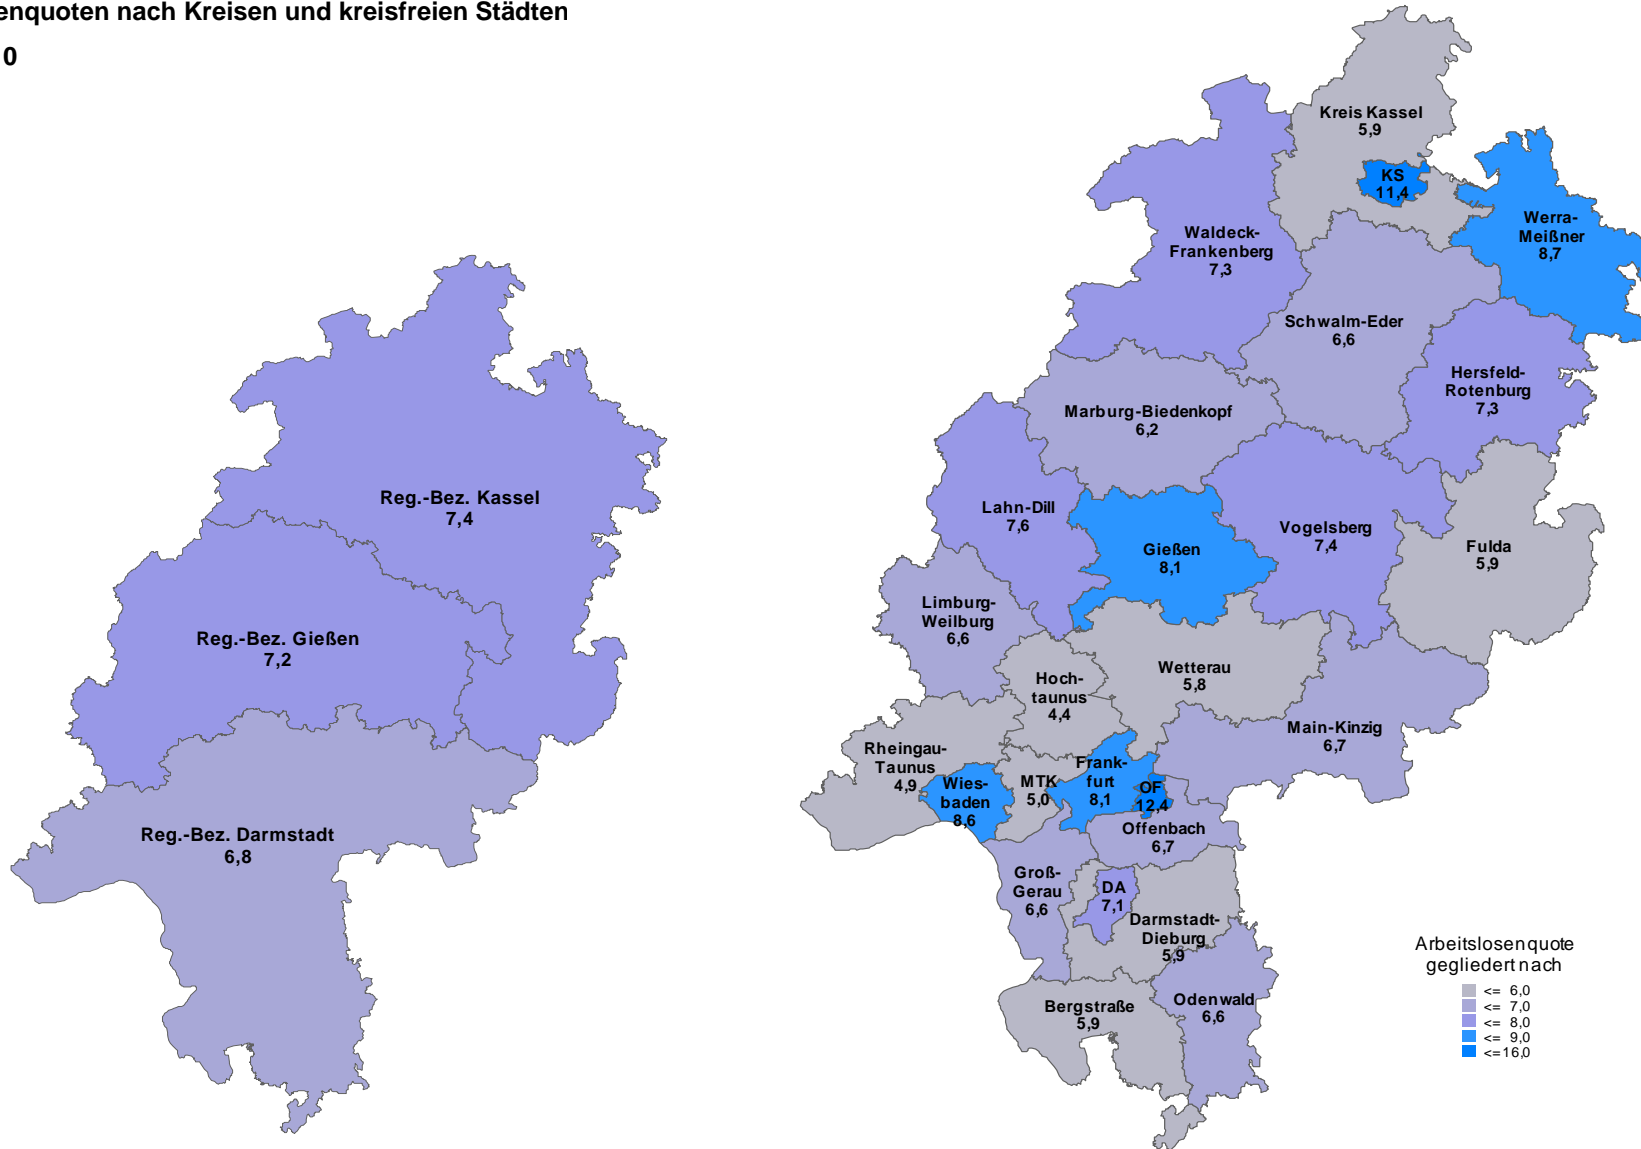 enquoten nach Kreisen und kreisfreien Städten
0
Reg.-Bez. Kassel
7,4
Reg.-Bez. Gießen
7,2
Reg.-Bez. Darmstadt
6,8
Kreis Kassel
5,9
KS
11,4
Werra-
Meißner
8,7
Waldeck-
Frankenberg
7,3
Schwalm-Eder
6,6
Hersfeld-
Rotenburg
7,3
Marburg-Biedenkopf
6,2
Lahn-Dill
7,6
Gießen
8,1
Vogelsberg
7,4
Fulda
5,9
Limburg-
Weilburg
6,6
Wetterau
5,8
Hoch-
taunus
4,4
Main-Kinzig
6,7
Rheingau-
Taunus
4,9
Wies-
baden
8,6
MTK
5,0
Frank-
furt
8,1
OF
12,4
Offenbach
6,7
Groß-
Gerau
6,6
DA
7,1
Darmstadt-
Dieburg
5,9
Bergstraße
5,9
Odenwald
6,6
Arbeitslosenquote
gegliedert nach
<= 6,0
<= 7,0
<= 8,0
<= 9,0
<=16,0